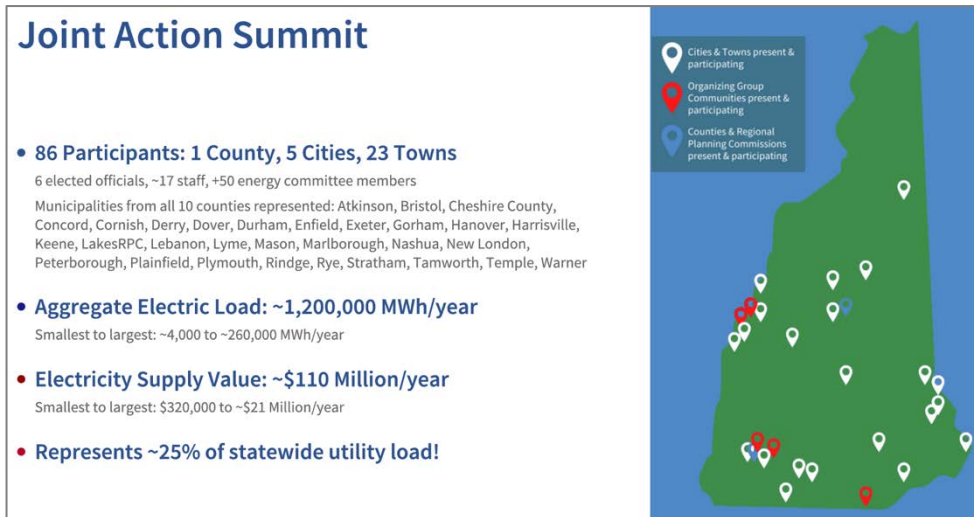 Joint Action Summit
• 86 Participants: 1 County, 5 Cities, 23 Towns
6 elected officials, ~17 staff, +50 energy committee members
Municipalities from all 10 counties represented: Atkinson, Bristol, Cheshire County,
Concord, Cornish, Derry, Dover, Durham, Enfield, Exeter, Gorham, Hanover, Harrisville,
Keene, LakesRPC, Lebanon, Lyme, Mason, Marlborough, Nashua, New London,
Peterborough, Plainfield, Plymouth, Rindge, Rye, Stratham, Tamworth, Temple, Warner
• Aggregate Electric Load: ~1,200,000 MWh/year
Smallest to largest: ~4,000 to ~260,000 MWh/year
• Electricity Supply Value: ~$110 Million/year
Smallest to largest: $320,000 to ~$21 Million/year
• Represents ~25% of statewide utility load!
Cities & Towns present &
participating
Organizing Group
Communities present &
participating
Counties & Regional
Planning Commissions
present & participating